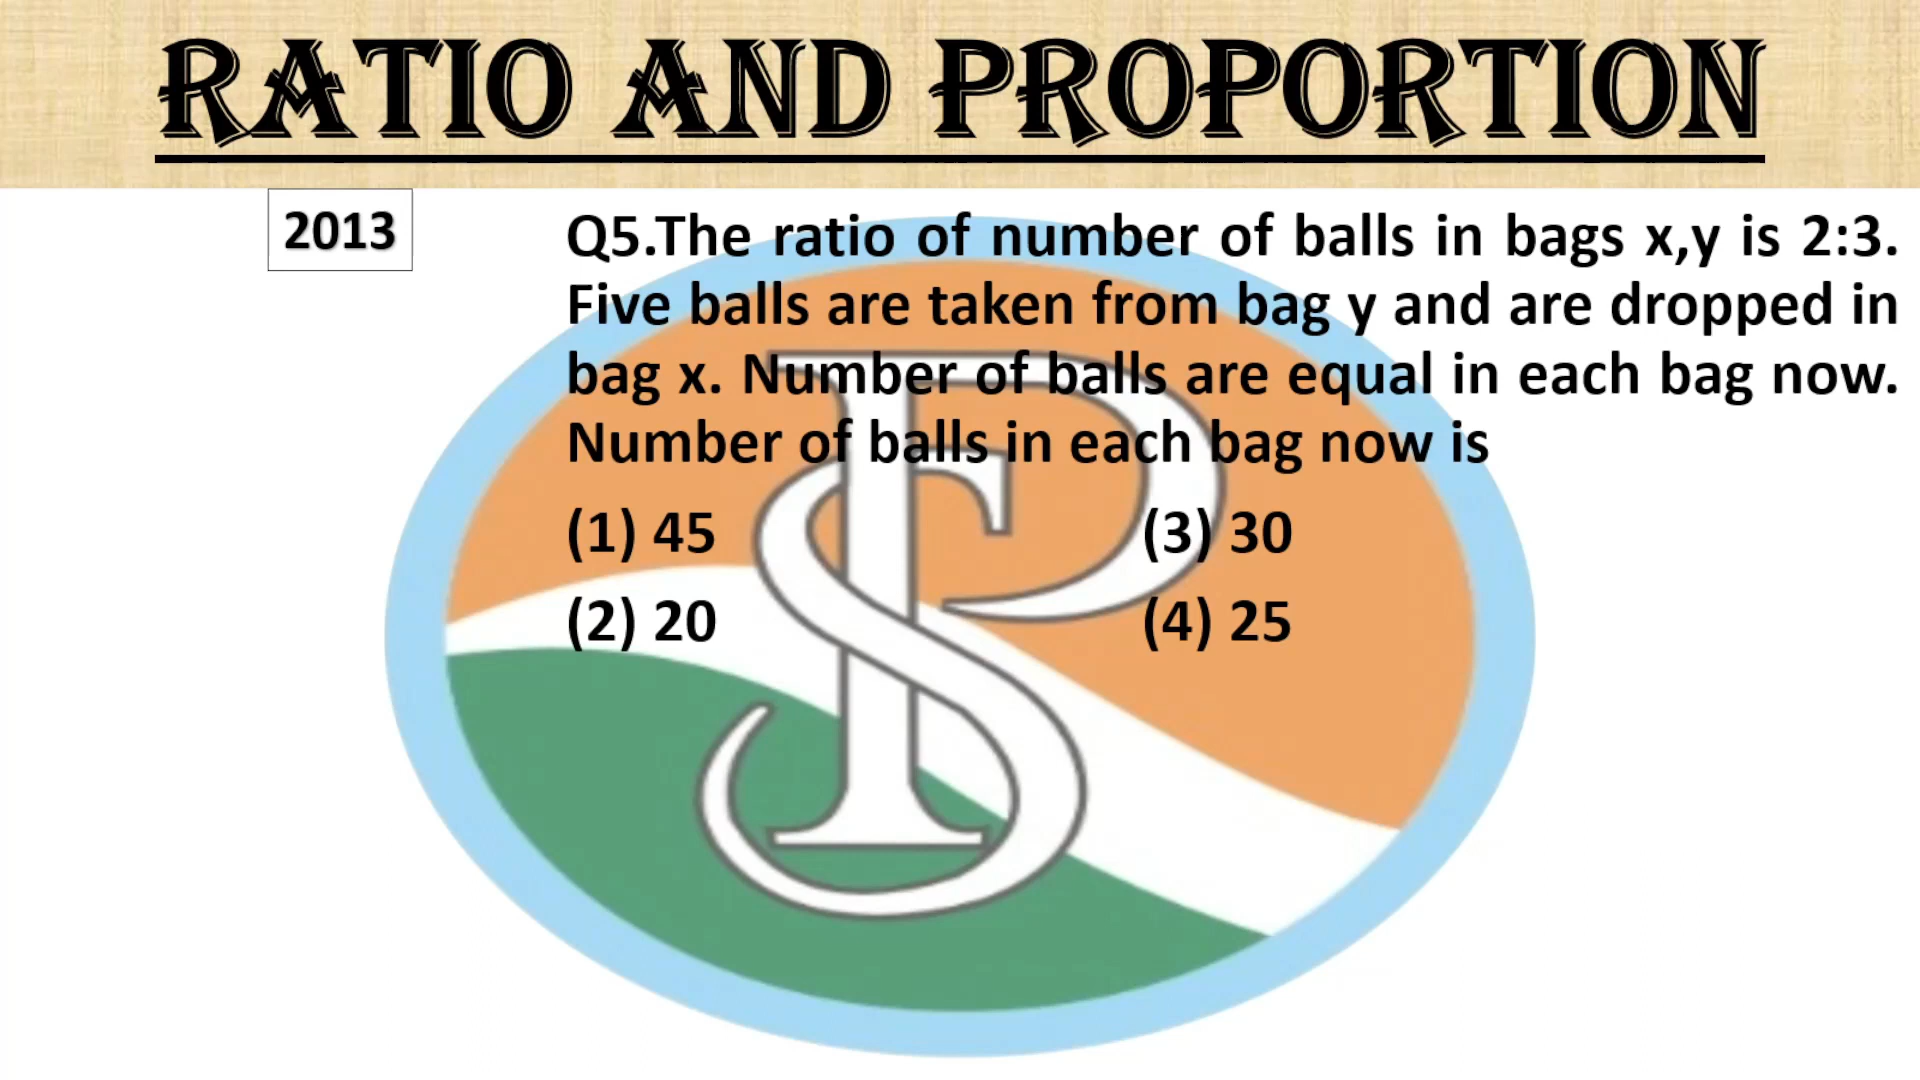 RATIO AND PROPORTION
2013
Q5.The ratio of number of balls in bags x,y is 2:3.
Five balls are taken from bag y and are dropped in
bag x. Number of balls are equal in each bag now.
Number of balls in each bag now is
(1) 45 (3) 30
(2) 20 (4) 25